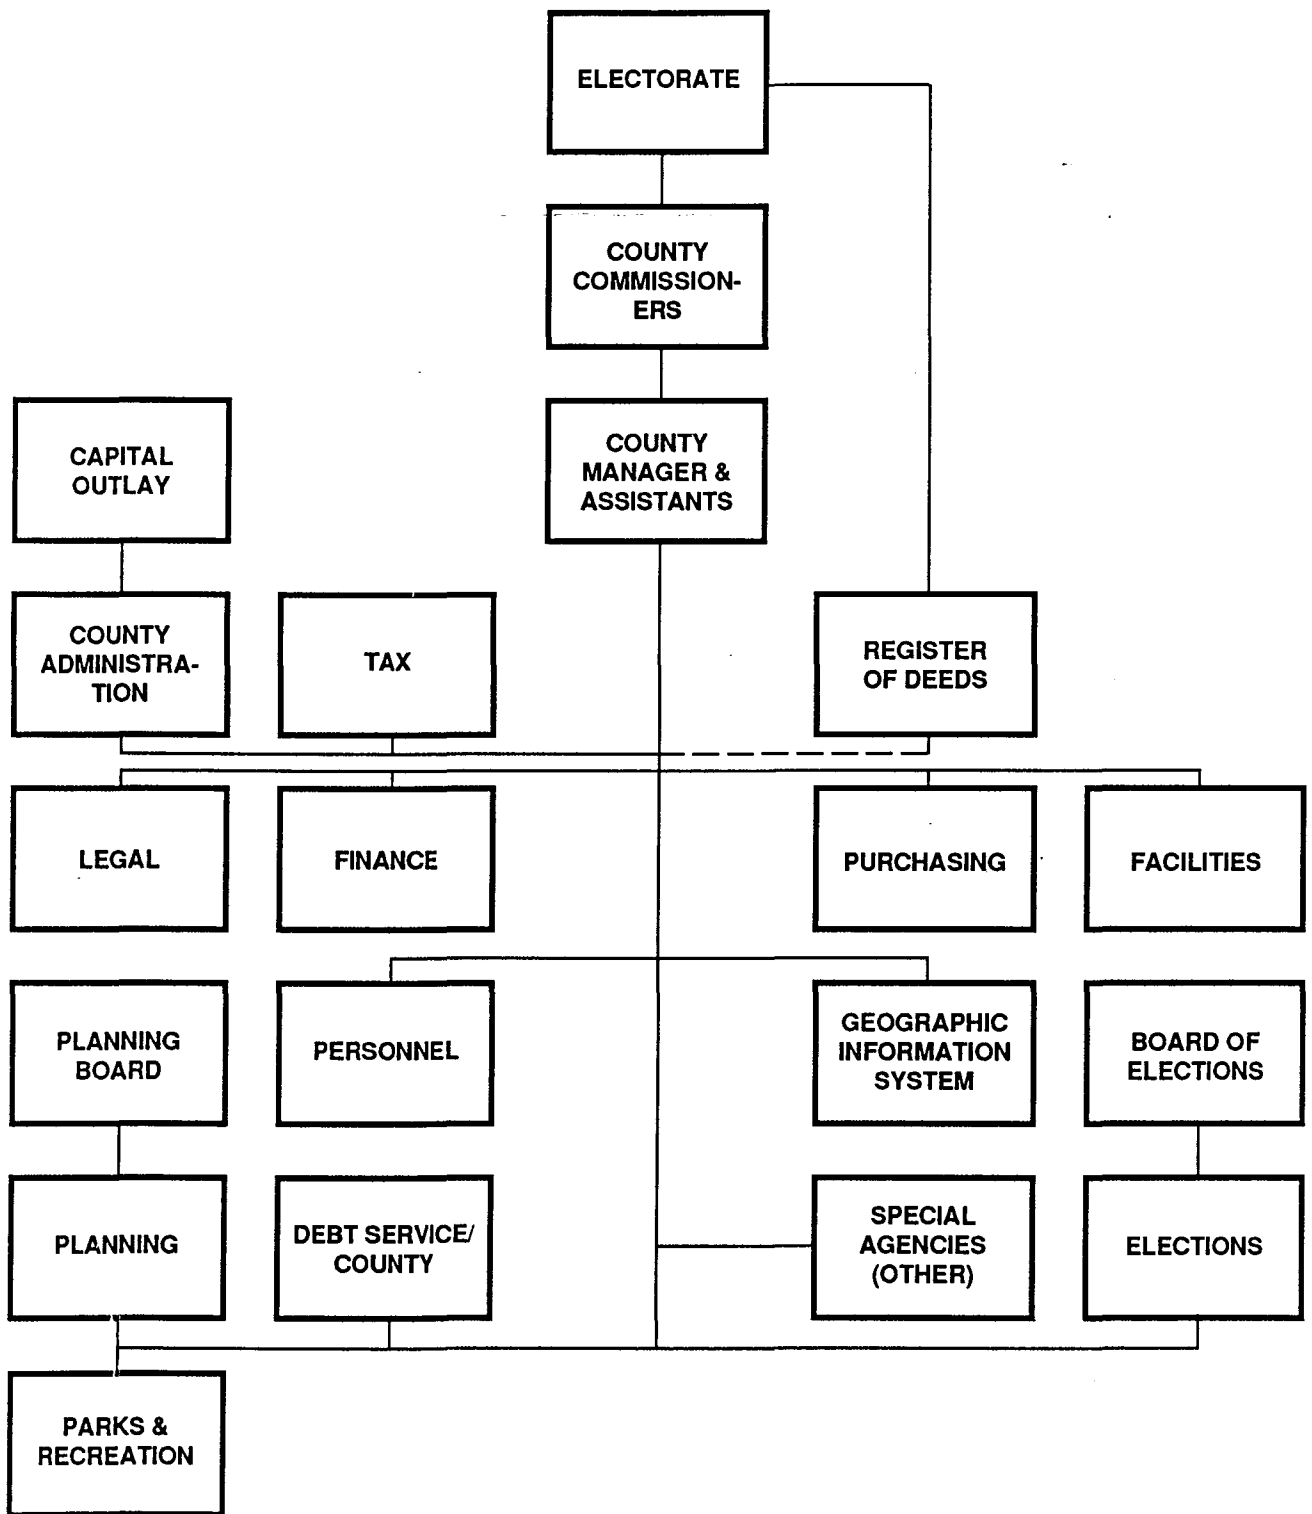 ELECTORATE
COUNTY
COMMISSION-
ERS
COUNTY
MANAGER &
ASSISTANTS
CAPITAL
OUTLAY
COUNTY
ADMINISTRA-
TION
TAX
REGISTER
OF DEEDS
LEGAL
FINANCE
PURCHASING
FACILITIES
PLANNING
BOARD
PERSONNEL
GEOGRAPHIC
INFORMATION
SYSTEM
BOARD OF
ELECTIONS
PLANNING
DEBT SERVICE/
COUNTY
SPECIAL
AGENCIES
(OTHER)
ELECTIONS
PARKS &
RECREATION